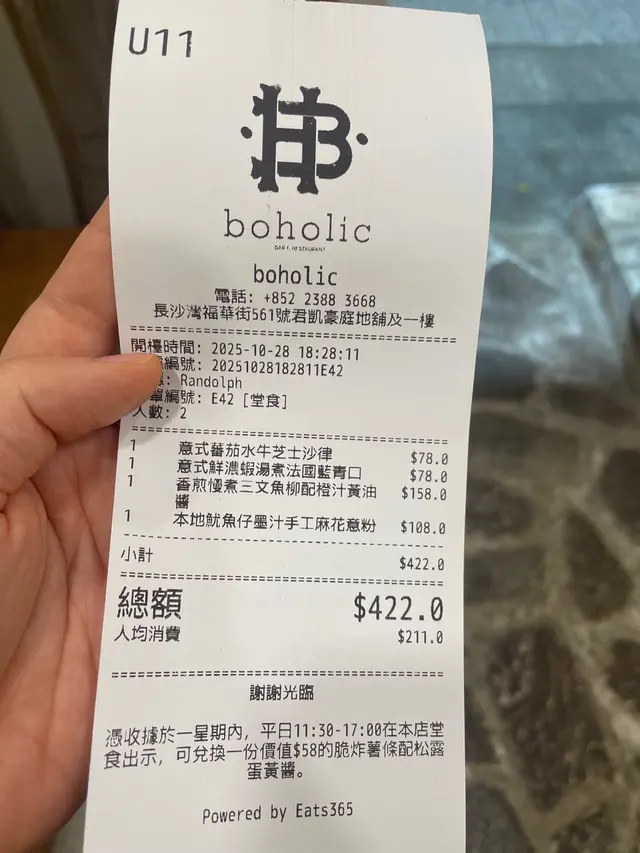 U11
HB
boholic
BAR & RESTAURANT
boholic
電話: +852 2388 3668
長沙灣福華街561號君凱豪庭地舖及一樓
開檯時間: 2025-10-28 18:28:11
編號: 20251028182811E42
: Randolph
單編號: E42 [堂食]
人數: 2
1 意式蕃茄水牛芝士沙律 $78.0
1 意式鮮濃蝦湯煮法國藍青口 $78.0
1 香煎慢煮三文魚柳配橙汁黃油 $158.0
醬
1 本地魷魚仔墨汁手工麻花意粉 $108.0
小計 $422.0
總額 $422.0
人均消費 $211.0
謝謝光臨
憑收據於一星期內，平日11:30-17:00在本店堂
食出示，可兌換一份價值$58的脆炸薯條配松露
蛋黃醬。
Powered by Eats365